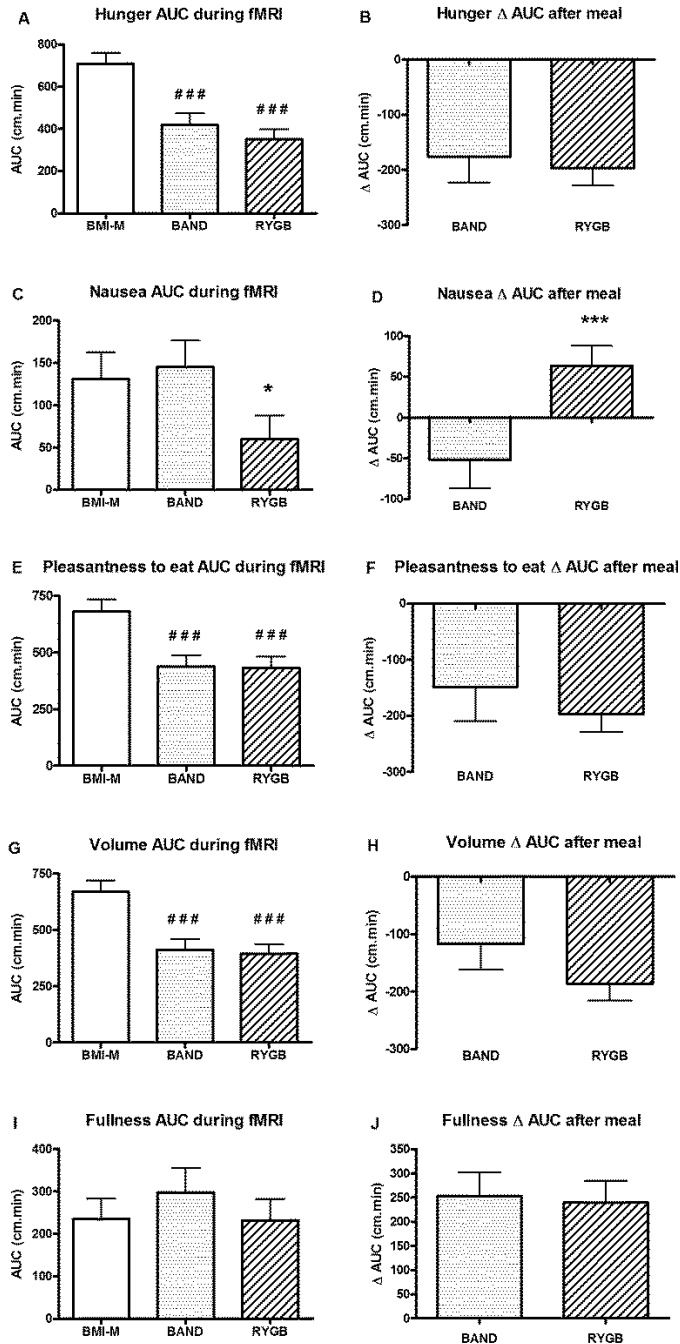 A Hunger AUC during fMRI
AUC (cm.min)
800
600
400
200
0
###
###
BMI-M BAND RYGB
B Hunger Δ AUC after meal
Δ AUC (cm.min)
0
-100
-200
-300
BAND RYGB
C Nausea AUC during fMRI
AUC (cm.min)
200
150
100
50
0
*
BMI-M BAND RYGB
D Nausea Δ AUC after meal
Δ AUC (cm.min)
100
50
0
-50
-100
***
BAND RYGB
E Pleasantness to eat AUC during fMRI
AUC (cm.min)
750
500
250
0
###
###
BMI-M BAND RYGB
F Pleasantness to eat Δ AUC after meal
Δ AUC (cm.min)
0
-100
-200
-300
BAND RYGB
G Volume AUC during fMRI
AUC (cm.min)
750
500
250
0
###
###
BMI-M BAND RYGB
H Volume Δ AUC after meal
Δ AUC (cm.min)
0
-100
-200
-300
BAND RYGB
I Fullness AUC during fMRI
AUC (cm.min)
400
300
200
100
0
BMI-M BAND RYGB
J Fullness Δ AUC after meal
Δ AUC (cm.min)
350
300
250
200
150
100
50
0
BAND RYGB